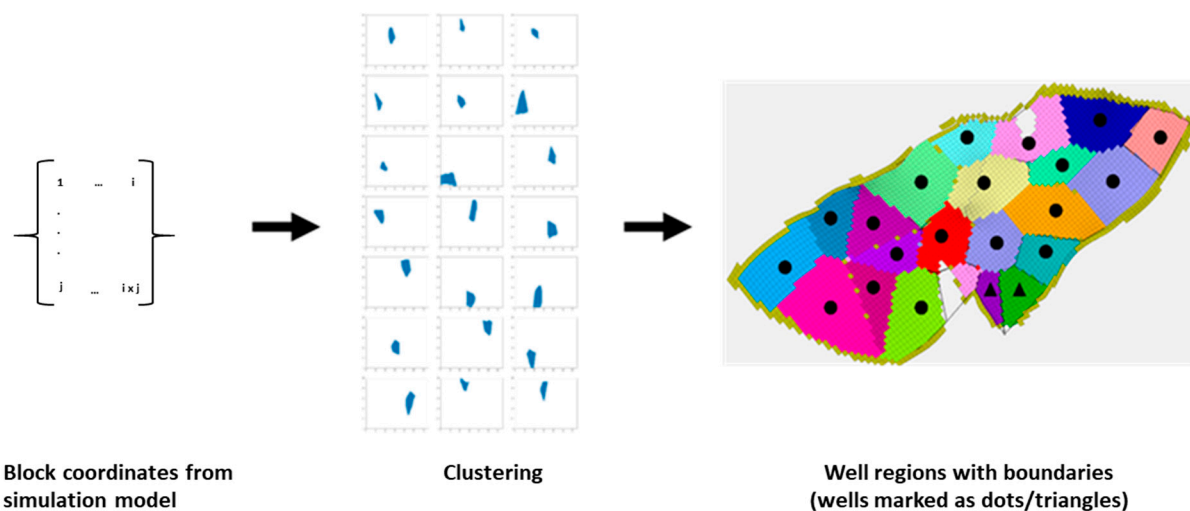 1 ... i
.
.
.
j ... i x j
Block coordinates from
simulation model
Clustering
Well regions with boundaries
(wells marked as dots/triangles)